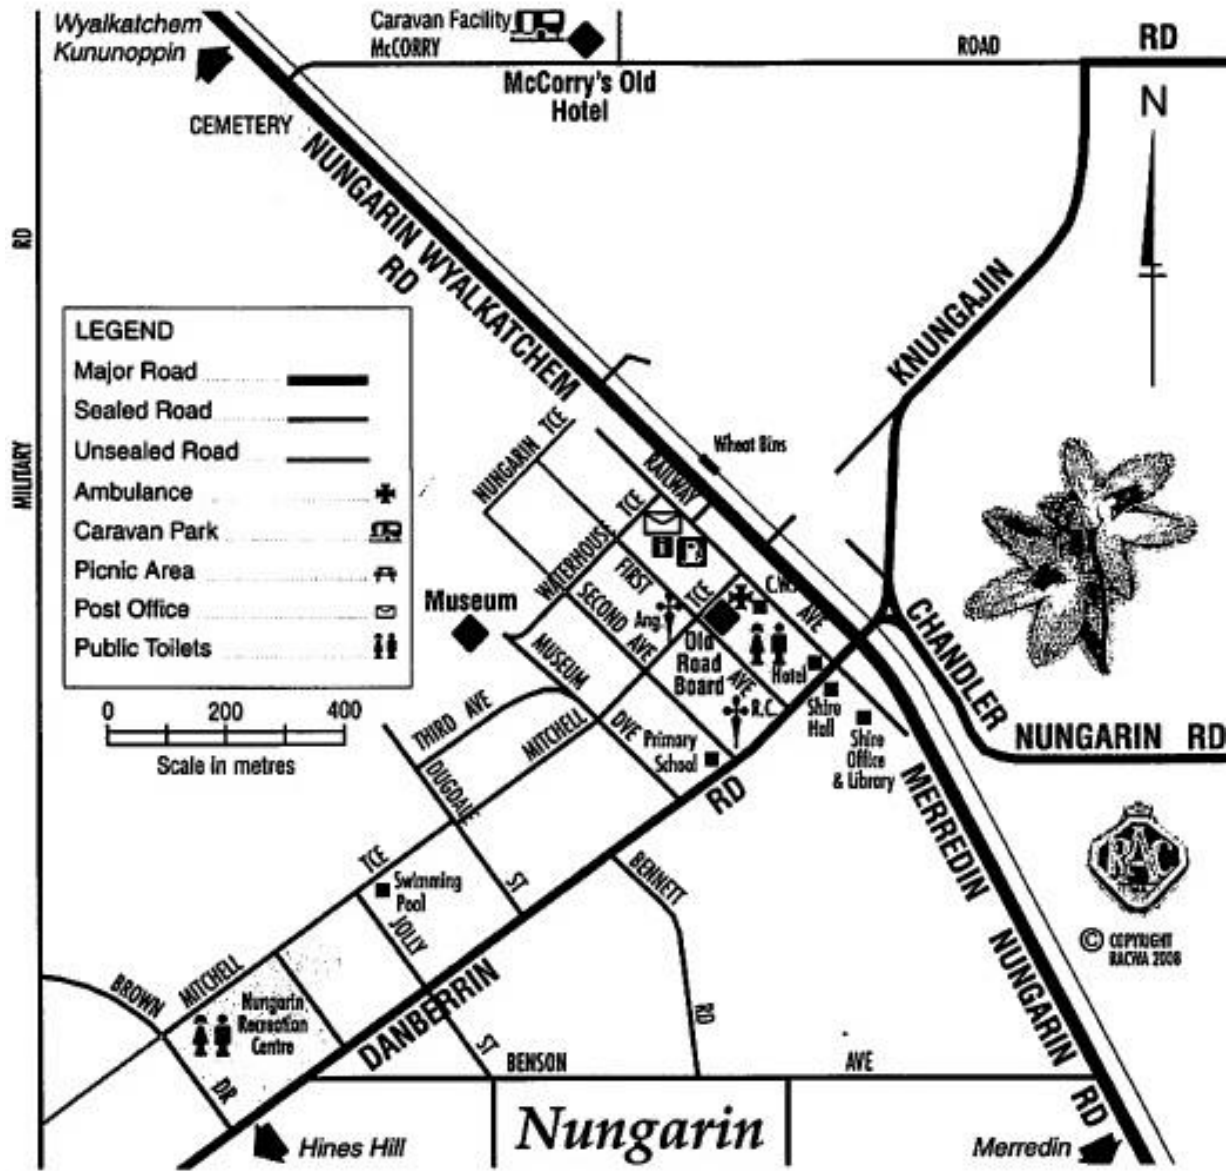 Wyalkatchem
Kununoppin
Caravan Facility
McCORRY
ROAD
RD
McCorry's Old
Hotel
CEMETERY
N
NUNGARIN WYALKATCHEM
RD
RD
MILITARY
KNUNGAJIN
LEGEND
Major Road
Sealed Road
Unsealed Road
Ambulance
Caravan Park
Picnic Area
Post Office
Public Toilets
0 200 400
Scale in metres
NUNGARIN TCE
RAILWAY
AVE
Wheat Bins
WATERHOUSE
TCE
FIRST
AVE
SECOND AVE
TCE
Museum
MUSEUM
DVE
Ang.
Old
Road
Board
Hotel
R.C.
Shire
Hall
Shire
Office
& Library
Primary
School
CHANDLER
NUNGARIN RD
THIRD AVE
MITCHELL
DUGDALE
ST
RD
MERREDIN NUNGARIN
RD
BENNETT
RD
TCE
Swimming
Pool
JOLLY
ST
RAC
© COPYRIGHT
RACWA 2008
BROWN
DR
MITCHELL
Nungarin
Recreation
Centre
DANBERRIN
BENSON
AVE
Hines Hill
Nungarin
Merredin